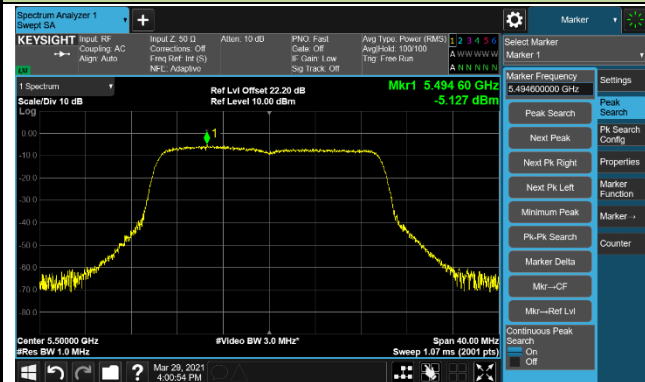 Spectrum Analyzer 1
Swept SA
Marker
KEYSIGHT
Input: RF
Coupling: AC
Align: Auto
Input Z: 50 Ω
Corrections: Off
Freq Ref: Int (S)
NFE: Adaptive
Atten: 10 dB
PNO: Fast
Gate: Off
IF Gain: Low
Sig Track: Off
Avg Type: Power (RMS)
Avg|Hold: 100/100
Trig: Free Run
1 2 3 4 5 6
A W W W W W
A N N N N N
LXI
Select Marker
Marker 1
1 Spectrum
Scale/Div 10 dB
Log
Ref Lvl Offset 22.20 dB
Ref Level 10.00 dBm
Mkr1 5.494 60 GHz
-5.127 dBm
1
0.00
-10.0
-20.0
-30.0
-40.0
-50.0
-60.0
-70.0
-80.0
Center 5.50000 GHz
#Res BW 1.0 MHz
#Video BW 3.0 MHz*
Span 40.00 MHz
Sweep 1.07 ms (2001 pts)
Marker Frequency
5.494600000 GHz
Peak Search
Next Peak
Next Pk Right
Next Pk Left
Minimum Peak
Pk-Pk Search
Marker Delta
Mkr→CF
Mkr→Ref Lvl
Continuous Peak
Search
On
Off
Settings
Peak
Search
Pk Search
Config
Properties
Marker
Function
Marker→
Counter
?
Mar 29, 2021
4:00:54 PM